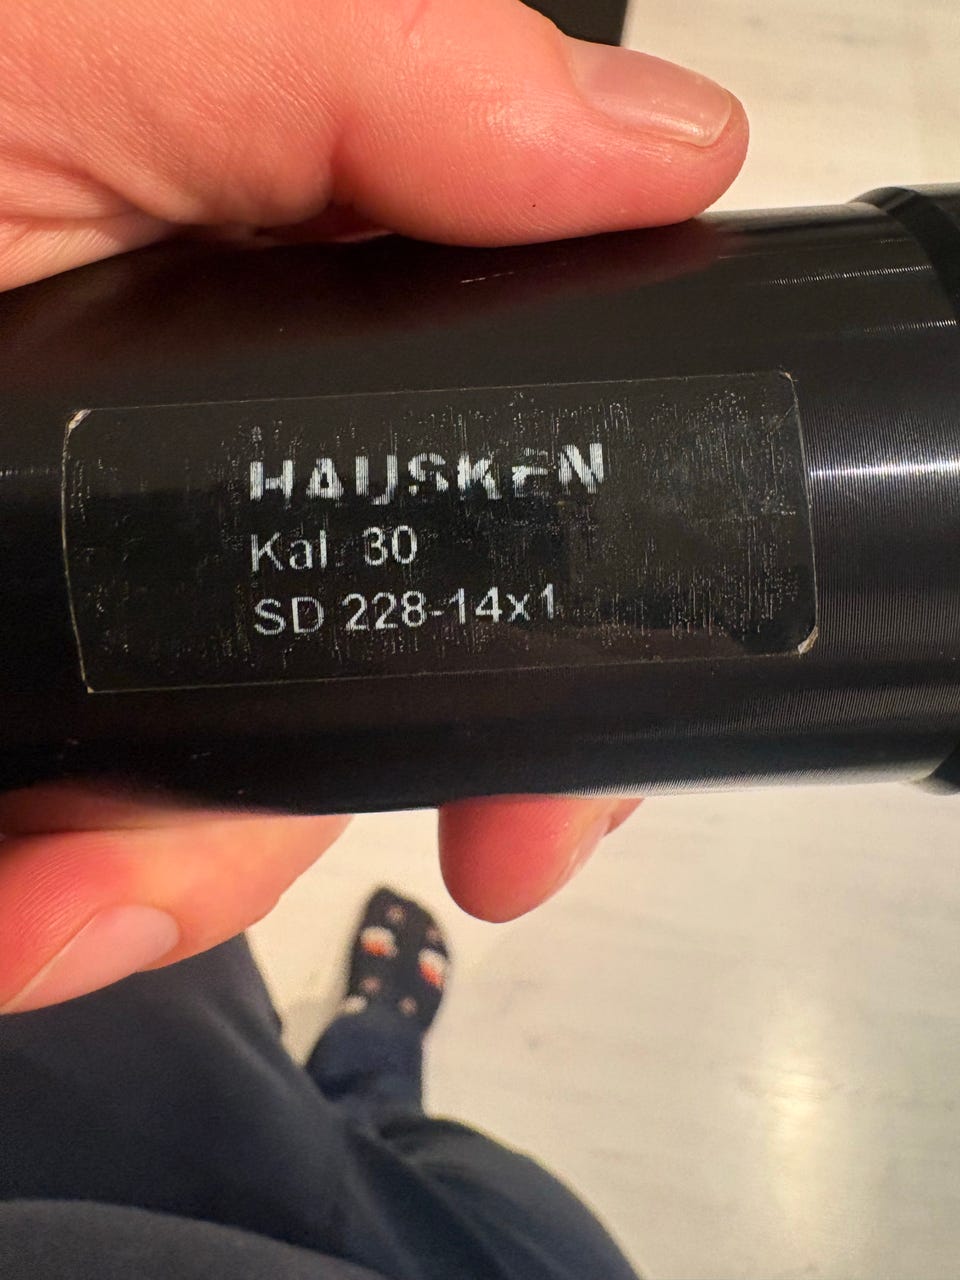 HAUSKEN
Kal. 30
SD 228-14x1